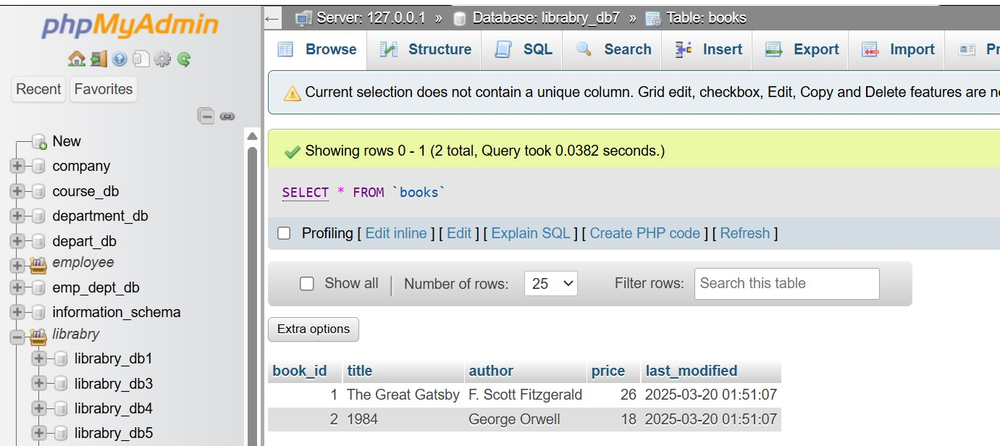 phpMyAdmin
Recent Favorites
New
company
course_db
department_db
depart_db
employee
emp_dept_db
information_schema
librabry
librabry_db1
librabry_db3
librabry_db4
librabry_db5
← Server: 127.0.0.1 » Database: librabry_db7 » Table: books
Browse Structure SQL Search Insert Export Import
Current selection does not contain a unique column. Grid edit, checkbox, Edit, Copy and Delete features are
Showing rows 0 - 1 (2 total, Query took 0.0382 seconds.)
SELECT * FROM `books`
Profiling [ Edit inline ] [ Edit ] [ Explain SQL ] [ Create PHP code ] [ Refresh ]
Show all | Number of rows: 25 Filter rows: Search this table
Extra options
book_id title author price last_modified
1 The Great Gatsby F. Scott Fitzgerald 26 2025-03-20 01:51:07
2 1984 George Orwell 18 2025-03-20 01:51:07